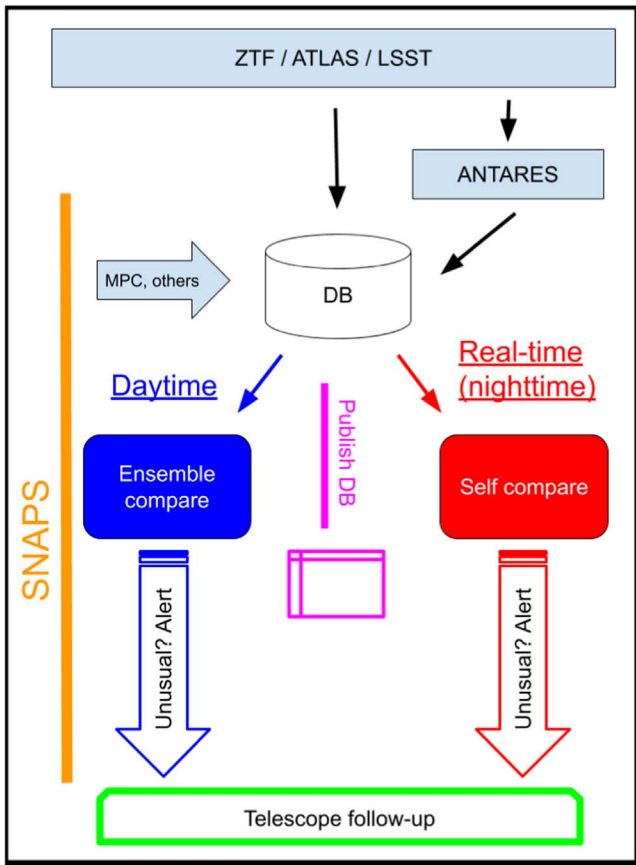 ZTF / ATLAS / LSST
ANTARES
MPC, others
DB
Daytime
Real-time
(nighttime)
Publish DB
Ensemble
compare
Self compare
SNAPS
Unusual? Alert
Unusual? Alert
Telescope follow-up